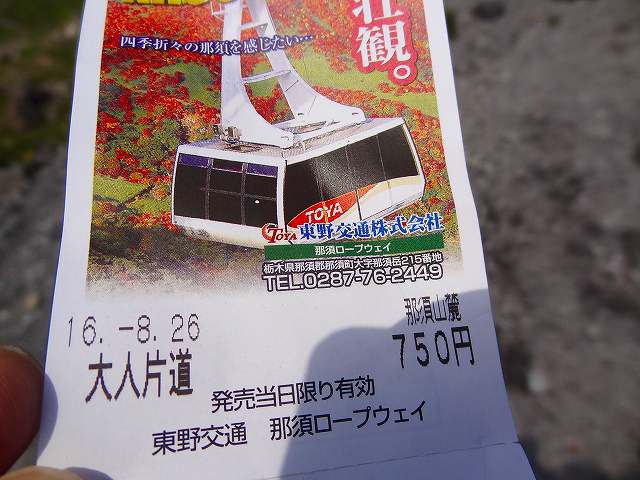 壮観。
四季折々の那須を感じたい…
TOYA
TOYA 東野交通株式会社
那須ロープウェイ
栃木県那須郡那須町大字那須岳215番地
TEL.0287-76-2449
16.-8.26
那須山麓
大人片道
750円
発売当日限り有効
東野交通 那須ロープウェイ